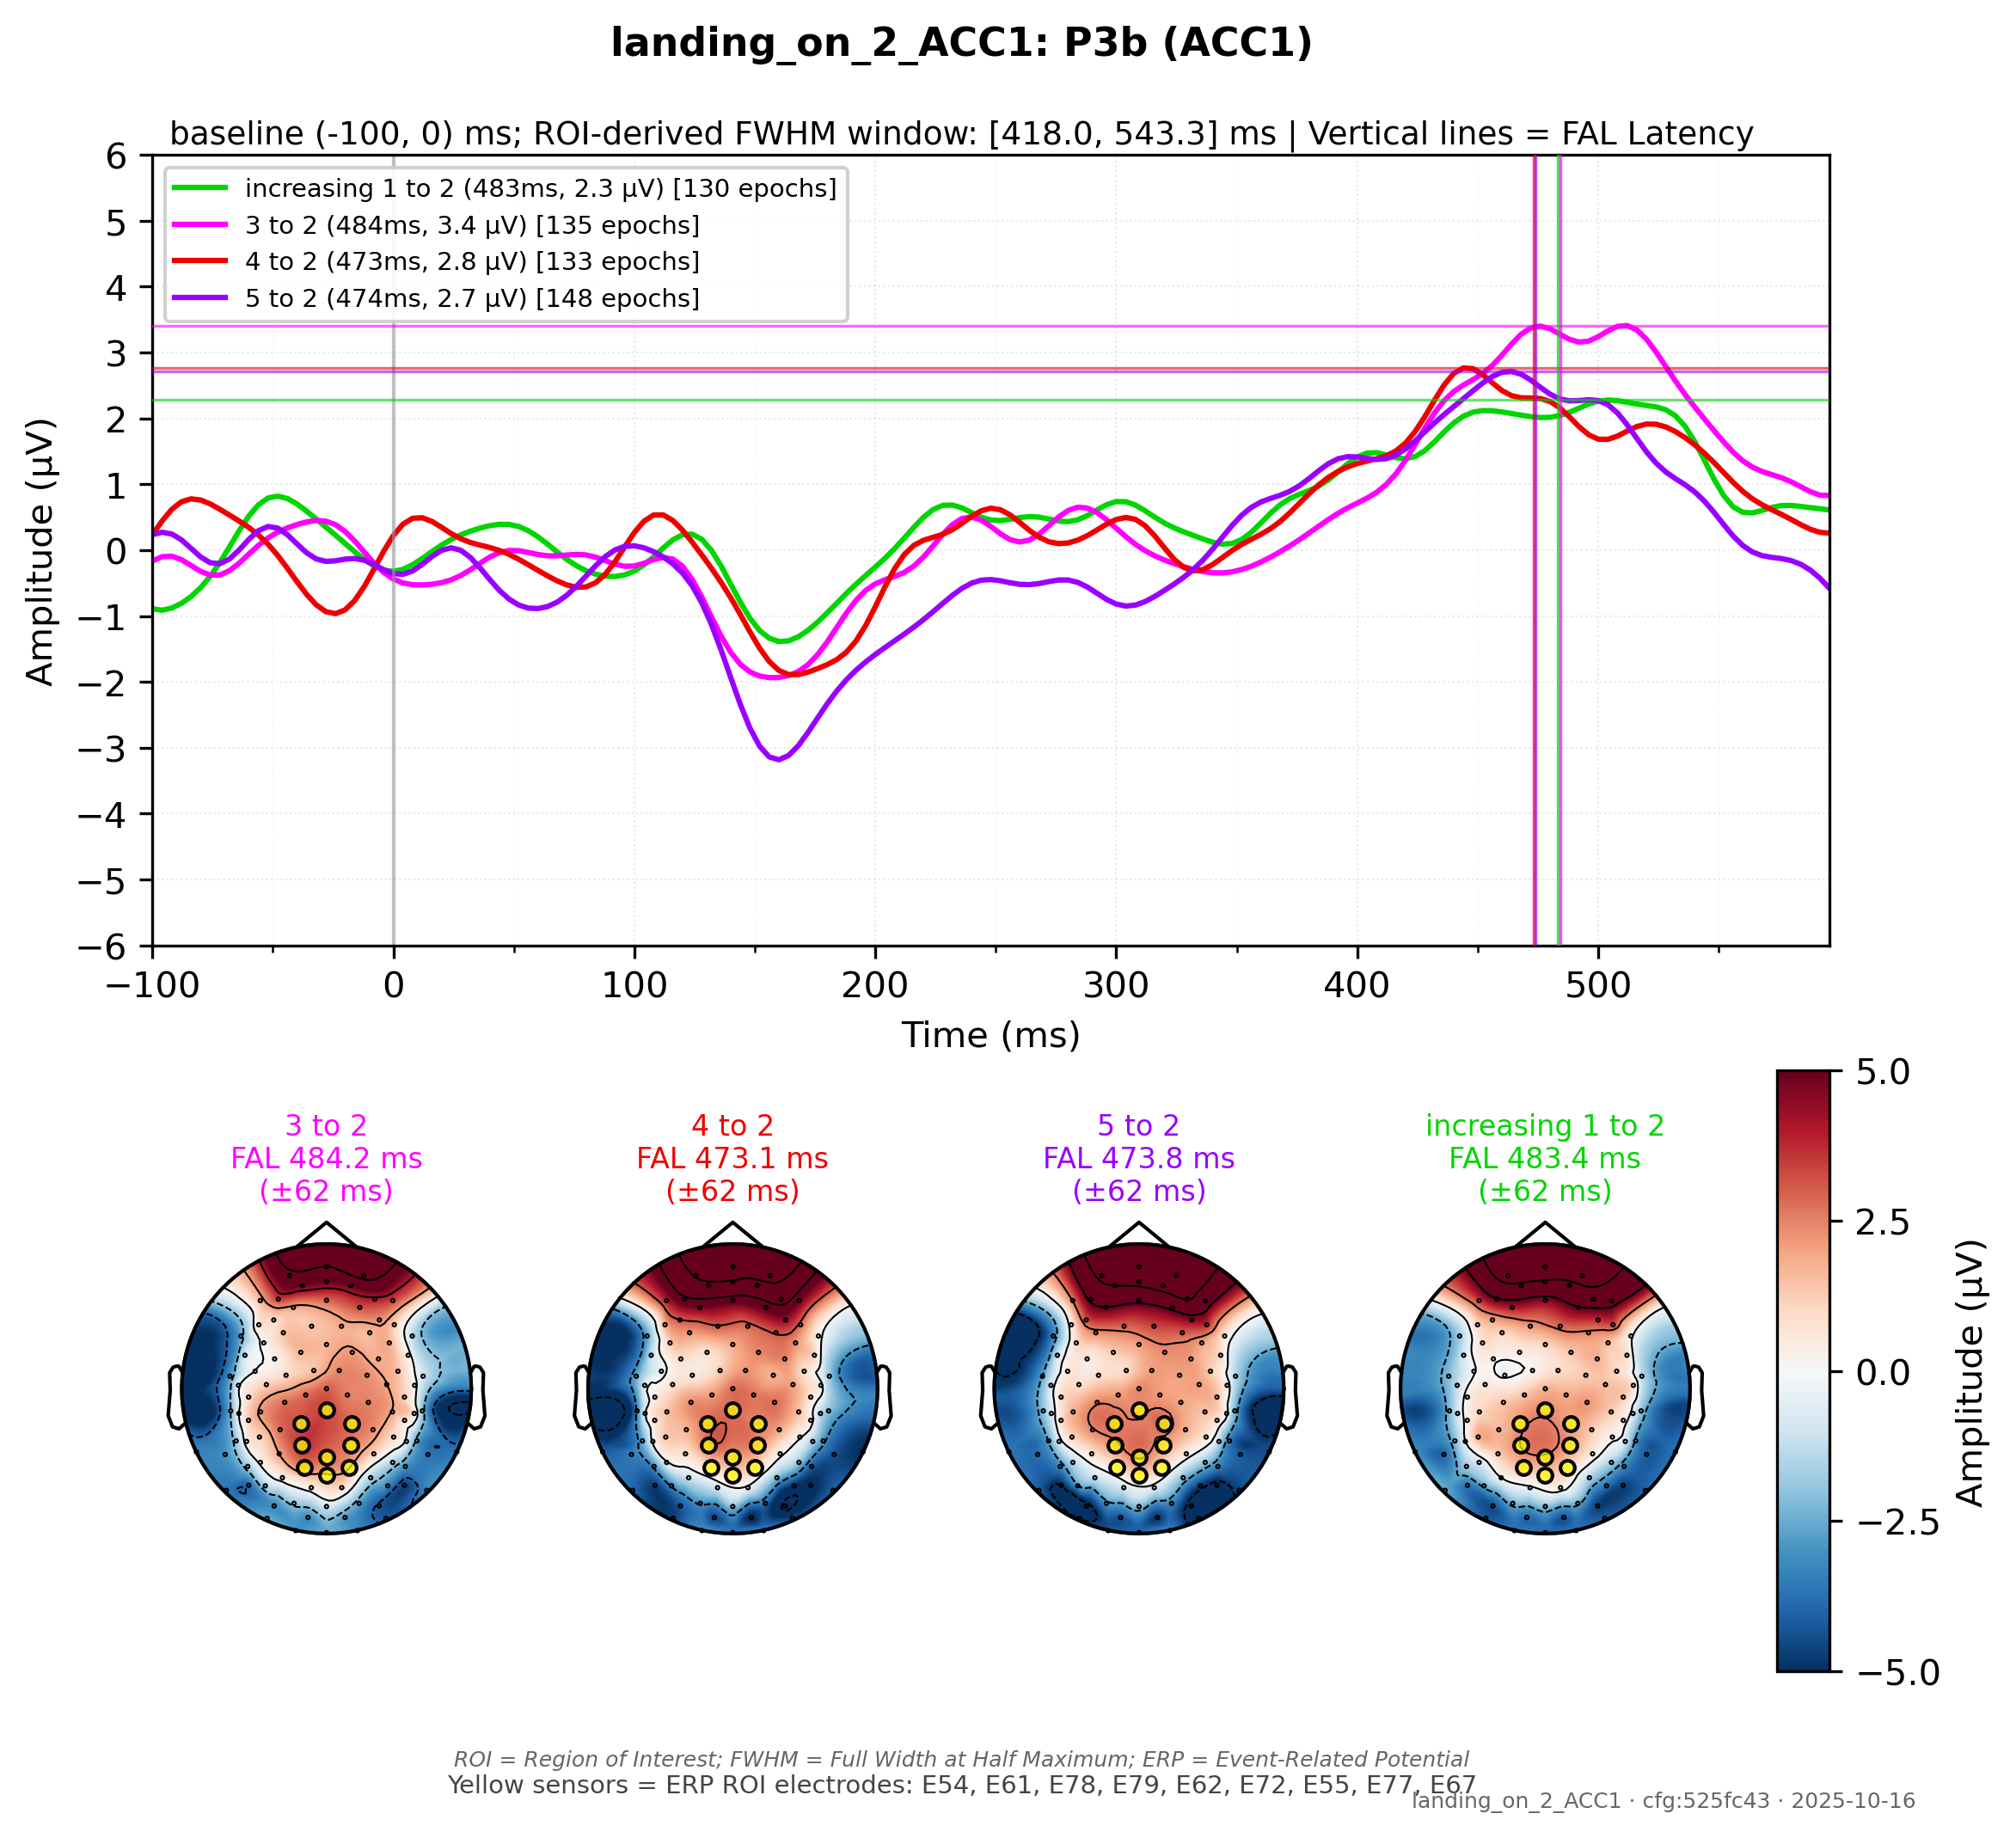 landing_on_2_ACC1: P3b (ACC1)
baseline (-100, 0) ms; ROI-derived FWHM window: [418.0, 543.3] ms | Vertical lines = FAL Latency
increasing 1 to 2 (483ms, 2.3 μV) [130 epochs]
3 to 2 (484ms, 3.4 μV) [135 epochs]
4 to 2 (473ms, 2.8 μV) [133 epochs]
5 to 2 (474ms, 2.7 μV) [148 epochs]
Amplitude (μV)
6
5
4
3
2
1
0
−1
−2
−3
−4
−5
−6
−100 0 100 200 300 400 500
Time (ms)
3 to 2
FAL 484.2 ms
(±62 ms)
4 to 2
FAL 473.1 ms
(±62 ms)
5 to 2
FAL 473.8 ms
(±62 ms)
increasing 1 to 2
FAL 483.4 ms
(±62 ms)
5.0
2.5
0.0
−2.5
−5.0
Amplitude (μV)
ROI = Region of Interest; FWHM = Full Width at Half Maximum; ERP = Event-Related Potential
Yellow sensors = ERP ROI electrodes: E54, E61, E78, E79, E62, E72, E55, E77, E67
landing_on_2_ACC1 · cfg:525fc43 · 2025-10-16